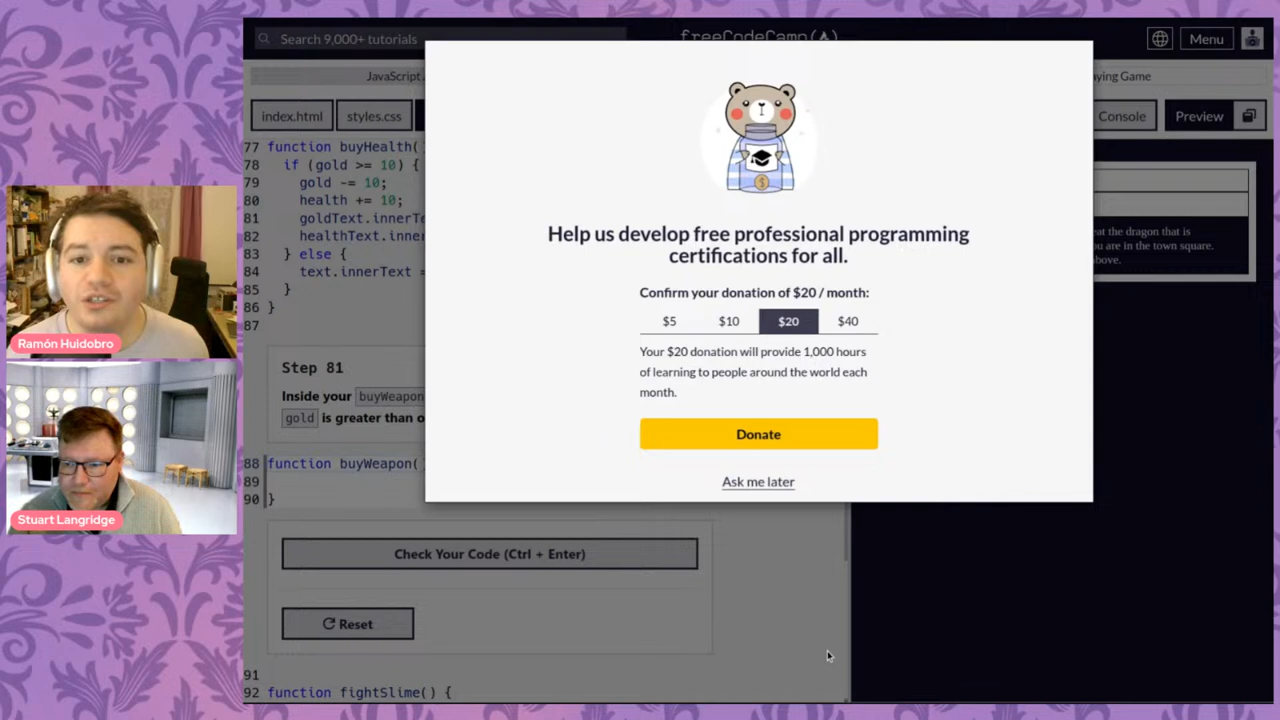 Search 9,000+ tutorials
freeCodeCamp(
Menu
JavaScript
aying Game
index.html
styles.css
Console
Preview
77 function buyHealth(
78 if (gold >= 10) {
79 gold -= 10;
80 health += 10;
81 goldText.innerTe
82 healthText.inner
83 } else {
84 text.innerText =
85 }
86 }
87
Step 81
Inside your buyWeapon
gold is greater than o
88 function buyWeapon(
89
90 }
Check Your Code (Ctrl + Enter)
Reset
91
92 function fightSlime() {
Help us develop free professional programming
certifications for all.
Confirm your donation of $20 / month:
$5 $10 $20 $40
Your $20 donation will provide 1,000 hours
of learning to people around the world each
month.
Donate
Ask me later
eat the dragon that is
ou are in the town square.
above.
Ramón Huidobro
Stuart Langridge